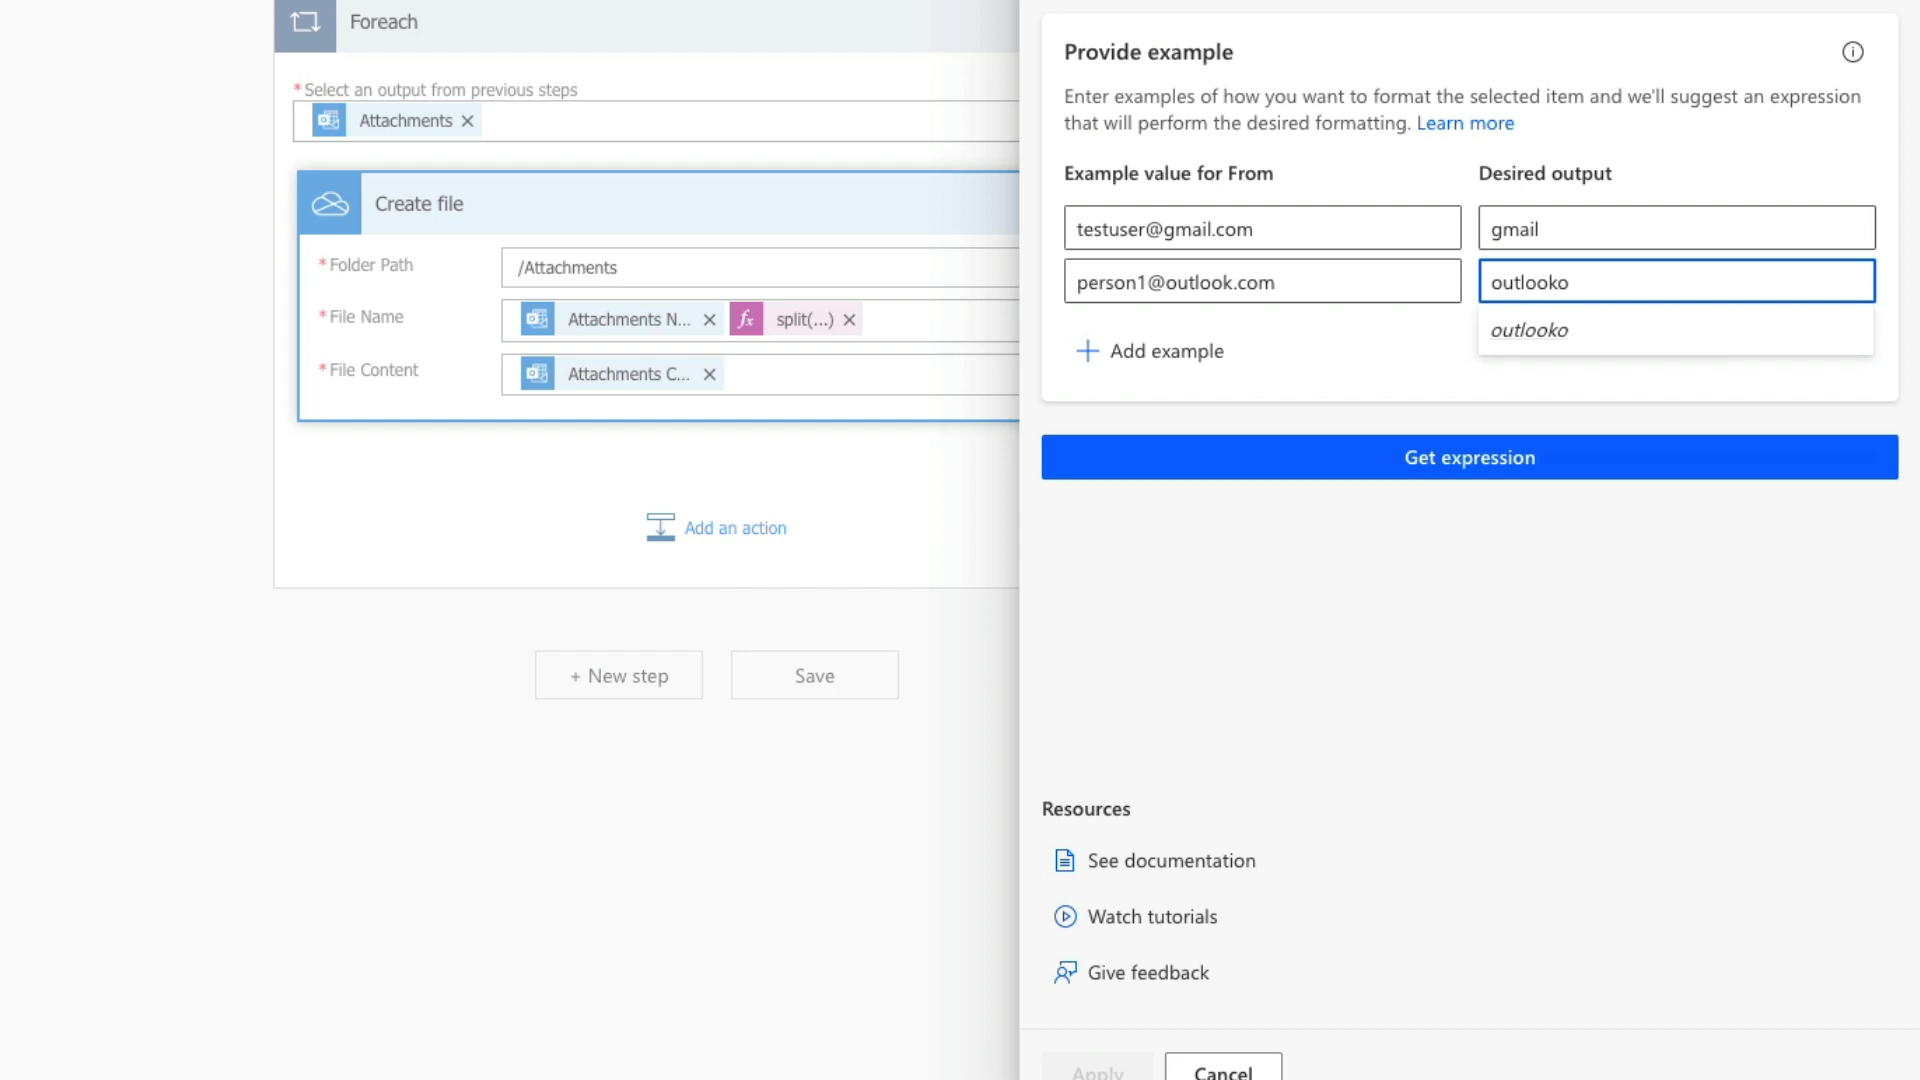 Foreach
* Select an output from previous steps
Attachments ×
Create file
* Folder Path
/Attachments
* File Name
Attachments N... ×
fx split(...) ×
* File Content
Attachments C... ×
Add an action
+ New step
Save
Provide example
Enter examples of how you want to format the selected item and we'll suggest an expression
that will perform the desired formatting. Learn more
Example value for From
Desired output
testuser@gmail.com
gmail
person1@outlook.com
outlooko
outlooko
Add example
Get expression
Resources
See documentation
Watch tutorials
Give feedback
Apply
Cancel